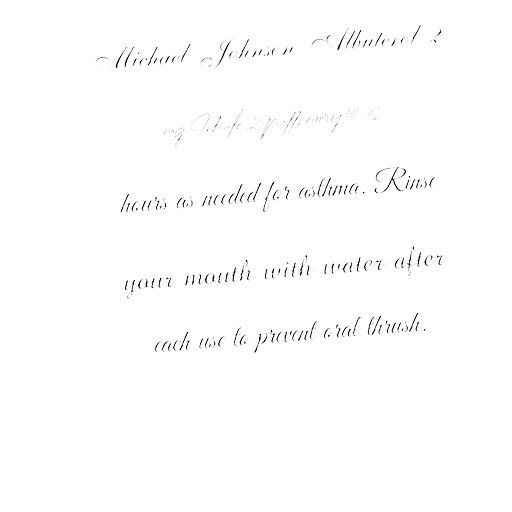 Michael Johnson Albuterol 2
mg Inhale 2 puffs every 4-6
hours as needed for asthma. Rinse
your mouth with water after
each use to prevent oral thrush.